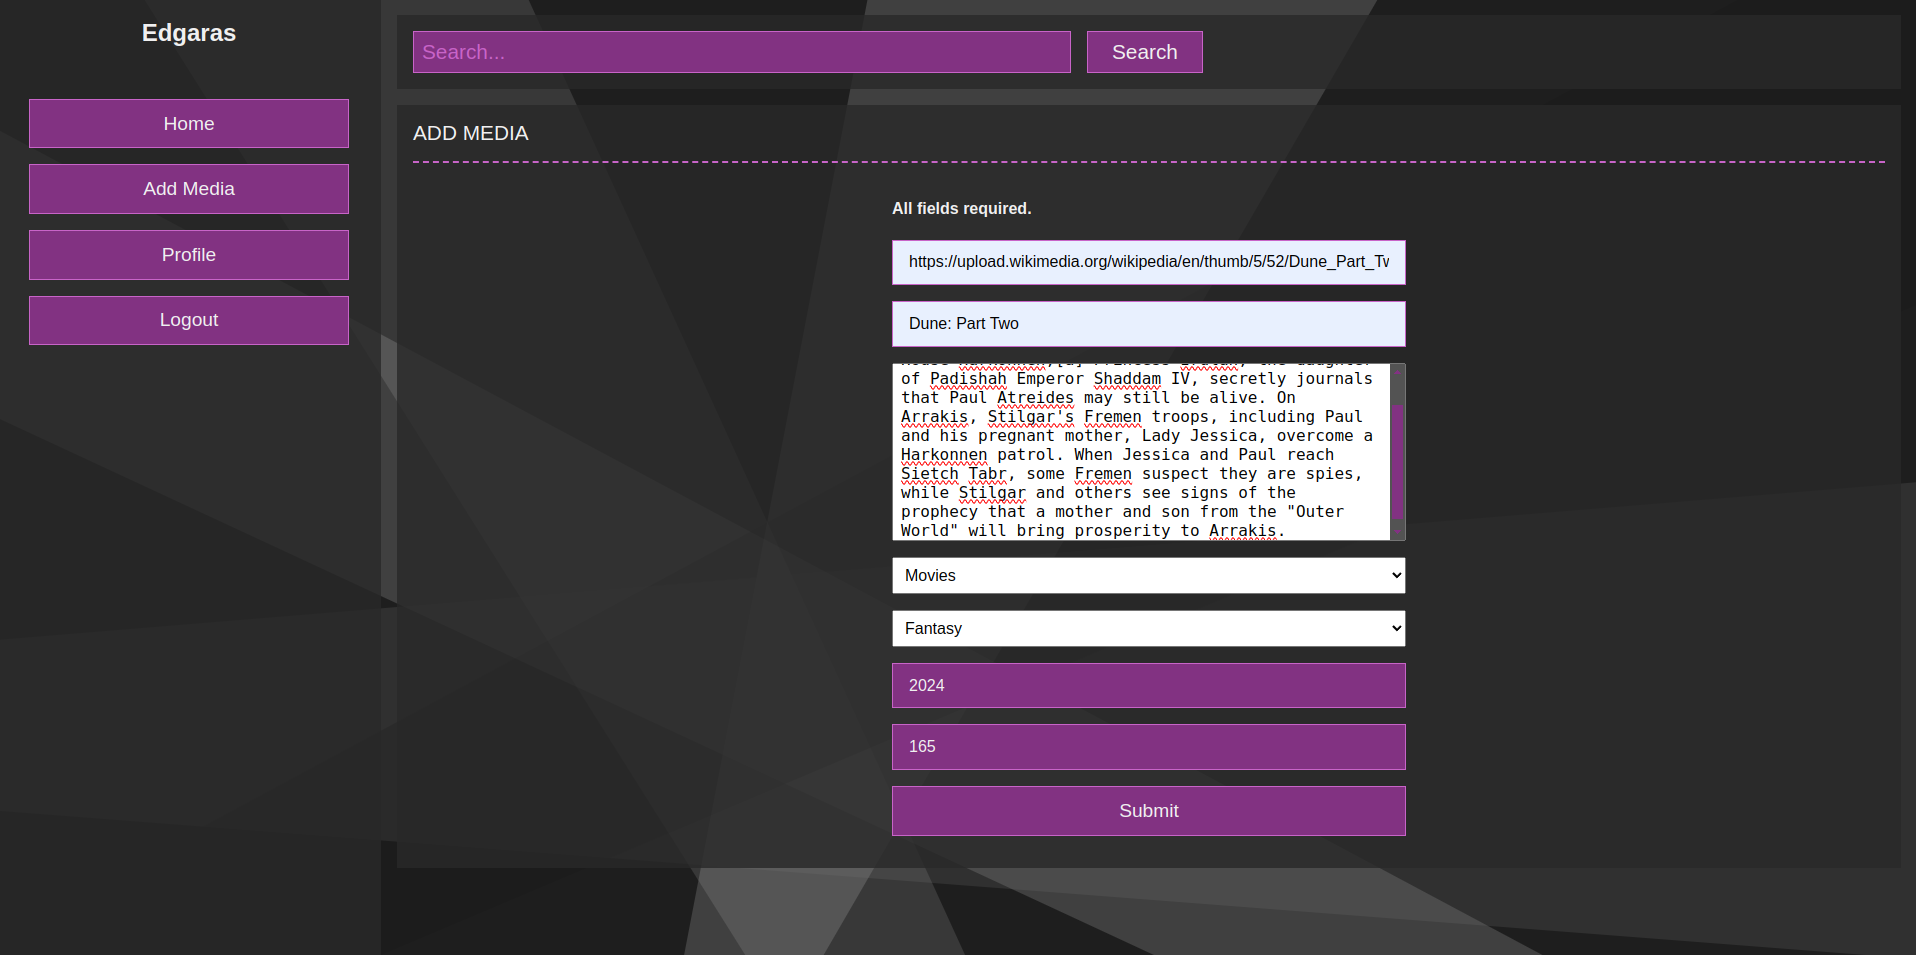 Edgaras
Home
Add Media
Profile
Logout
Search...
Search
ADD MEDIA
All fields required.
https://upload.wikimedia.org/wikipedia/en/thumb/5/52/Dune_Part_Tw
Dune: Part Two
of Padishah Emperor Shaddam IV, secretly journals
that Paul Atreides may still be alive. On
Arrakis, Stilgar's Fremen troops, including Paul
and his pregnant mother, Lady Jessica, overcome a
Harkonnen patrol. When Jessica and Paul reach
Sietch Tabr, some Fremen suspect they are spies,
while Stilgar and others see signs of the
prophecy that a mother and son from the "Outer
World" will bring prosperity to Arrakis.
Movies
Fantasy
2024
165
Submit